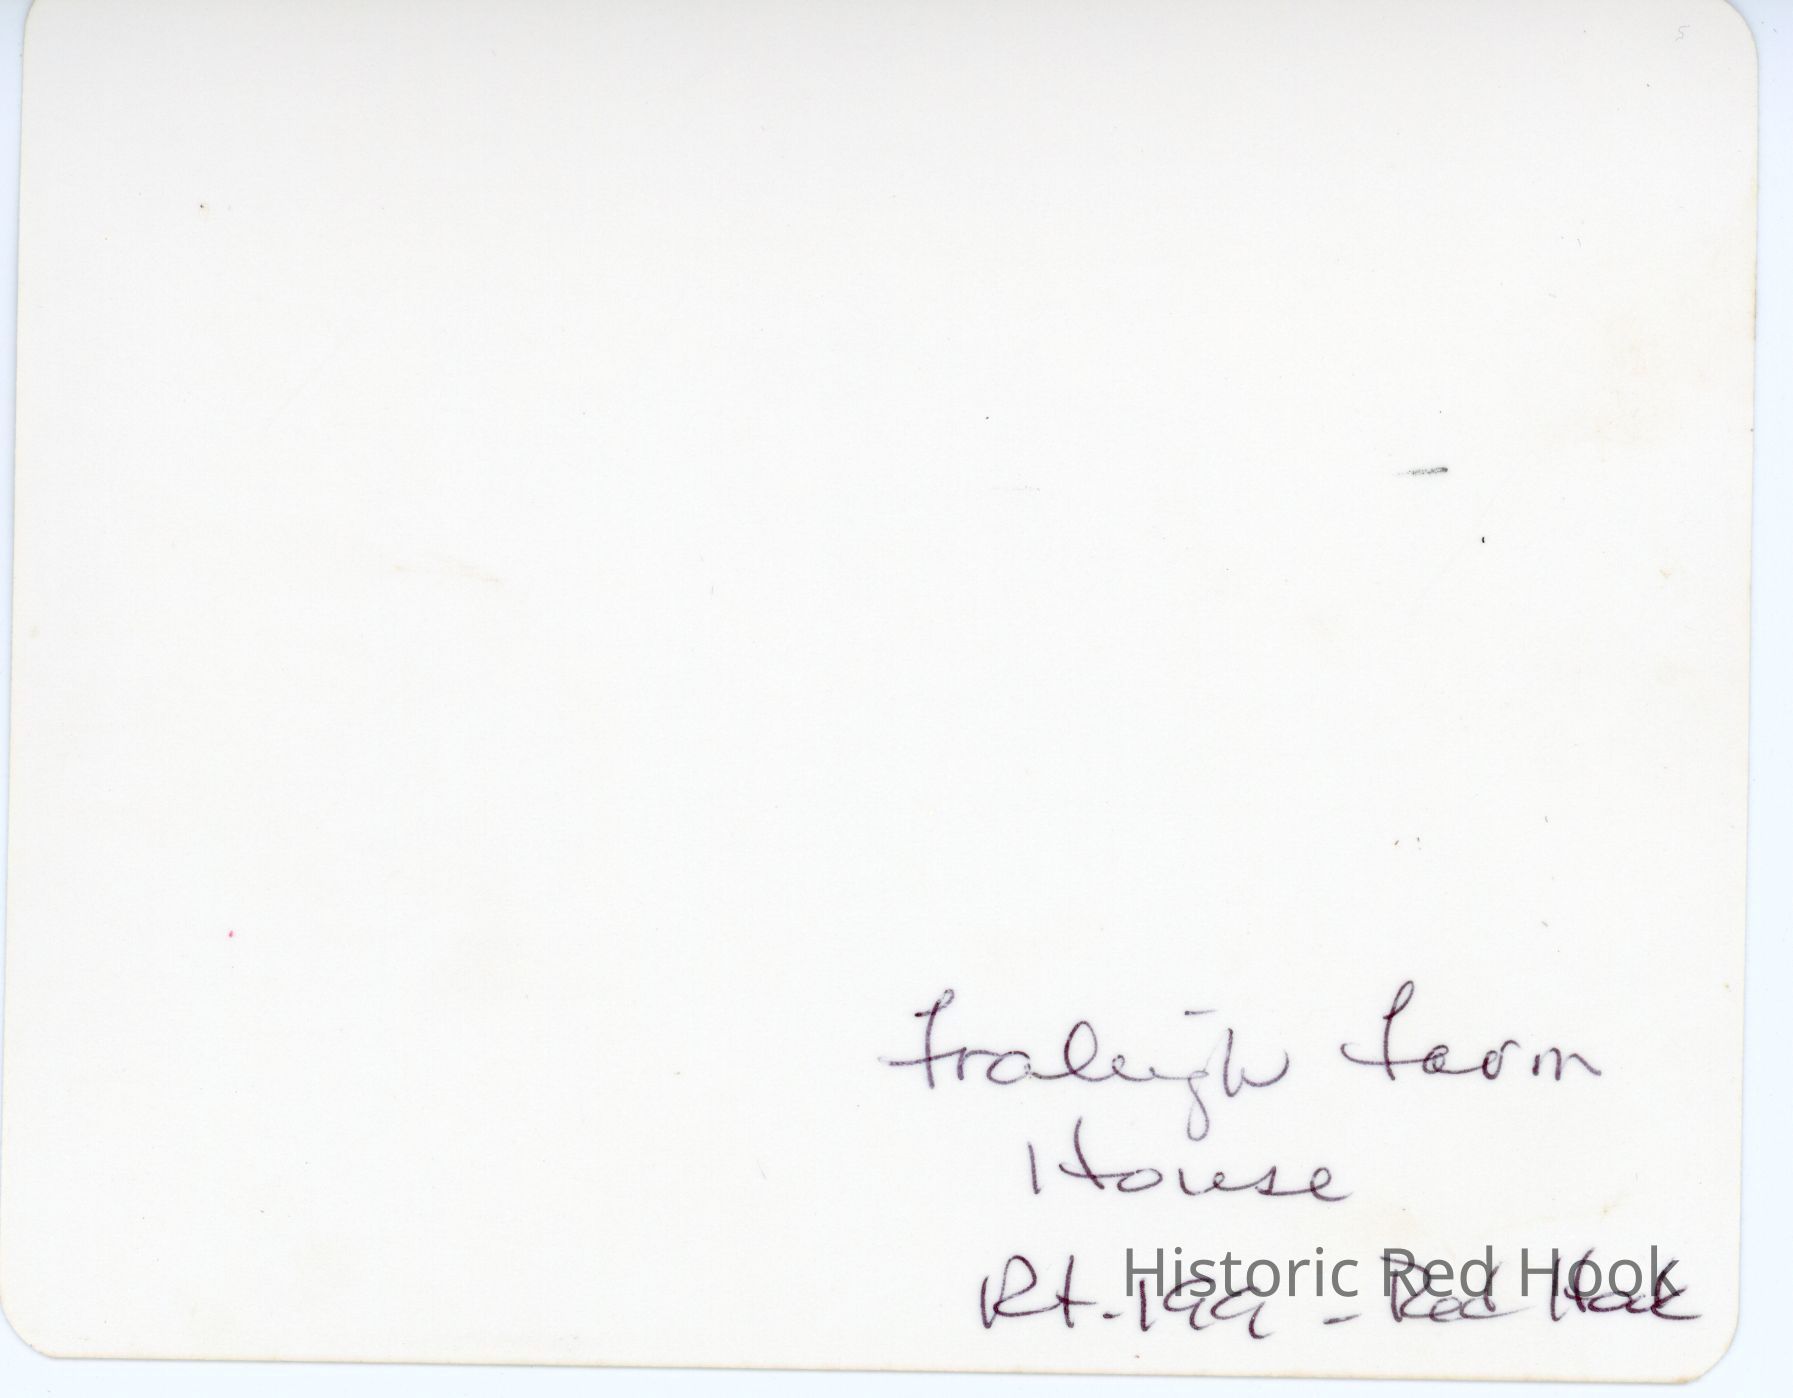 Fraleigh Farm
House
Rt. 199 - Red Hook
Historic Red Hook